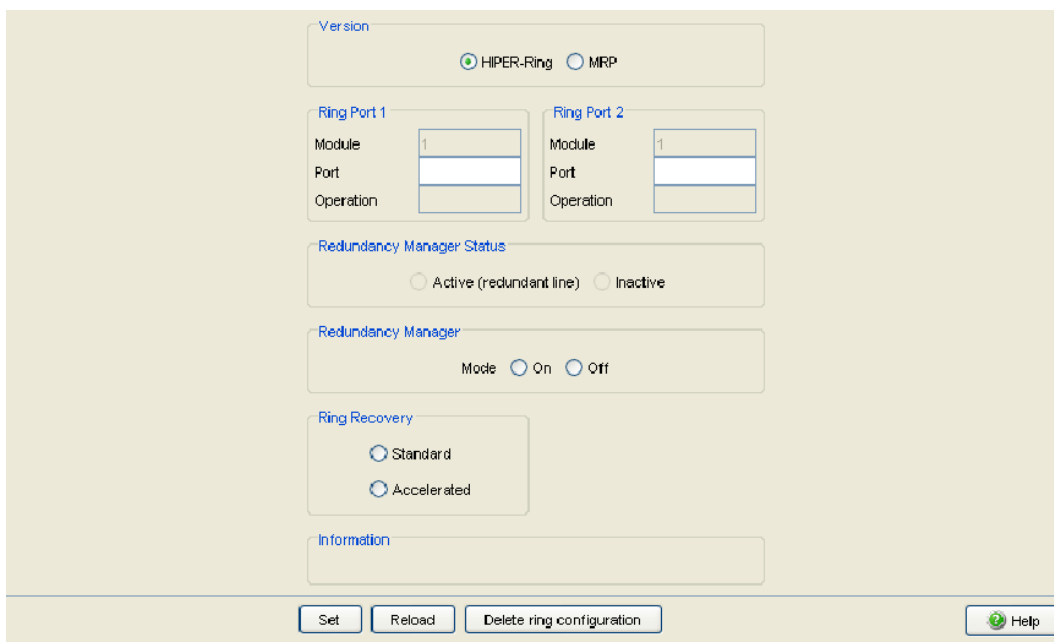 Version
HIPER-Ring MRP
Ring Port 1
Module 1
Port
Operation
Ring Port 2
Module 1
Port
Operation
Redundancy Manager Status
Active (redundant line) Inactive
Redundancy Manager
Mode On Off
Ring Recovery
Standard
Accelerated
Information
Set Reload Delete ring configuration Help